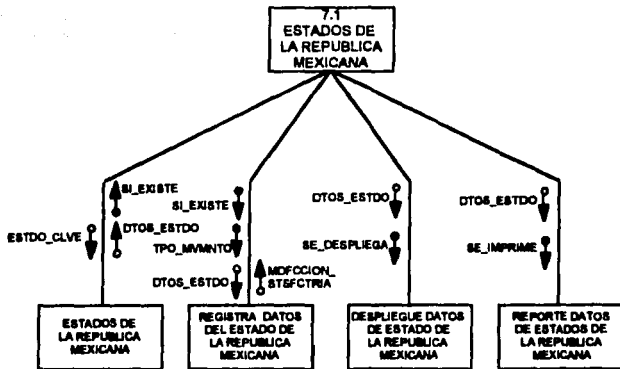 7.1
ESTADOS DE
LA REPUBLICA
MEXICANA
SI_EXISTE
ESTDO_CLVE
DTOS_ESTDO
SI_EXISTE
TPO_MVMNTO
DTOS_ESTDO
MDFCCION_
STSFCTRIA
DTOS_ESTDO
SE_DESPLIEGA
DTOS_ESTDO
SE_IMPRIME
ESTADOS DE
LA REPUBLICA
MEXICANA
REGISTRA DATOS
DEL ESTADO DE
LA REPUBLICA
MEXICANA
DESPLIEGUE DATOS
DE ESTADO DE
LA REPUBLICA
MEXICANA
REPORTE DATOS
DE ESTADOS DE
LA REPUBLICA
MEXICANA